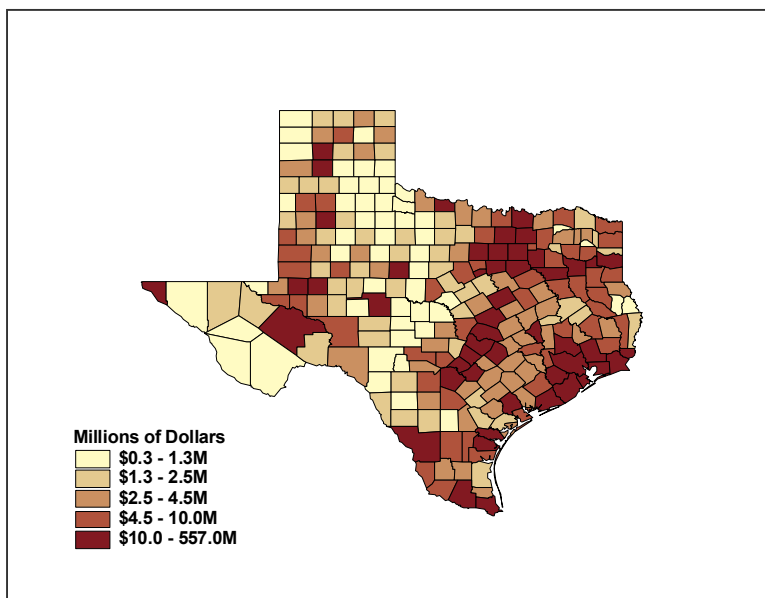 Millions of Dollars
$0.3 - 1.3M
$1.3 - 2.5M
$2.5 - 4.5M
$4.5 - 10.0M
$10.0 - 557.0M